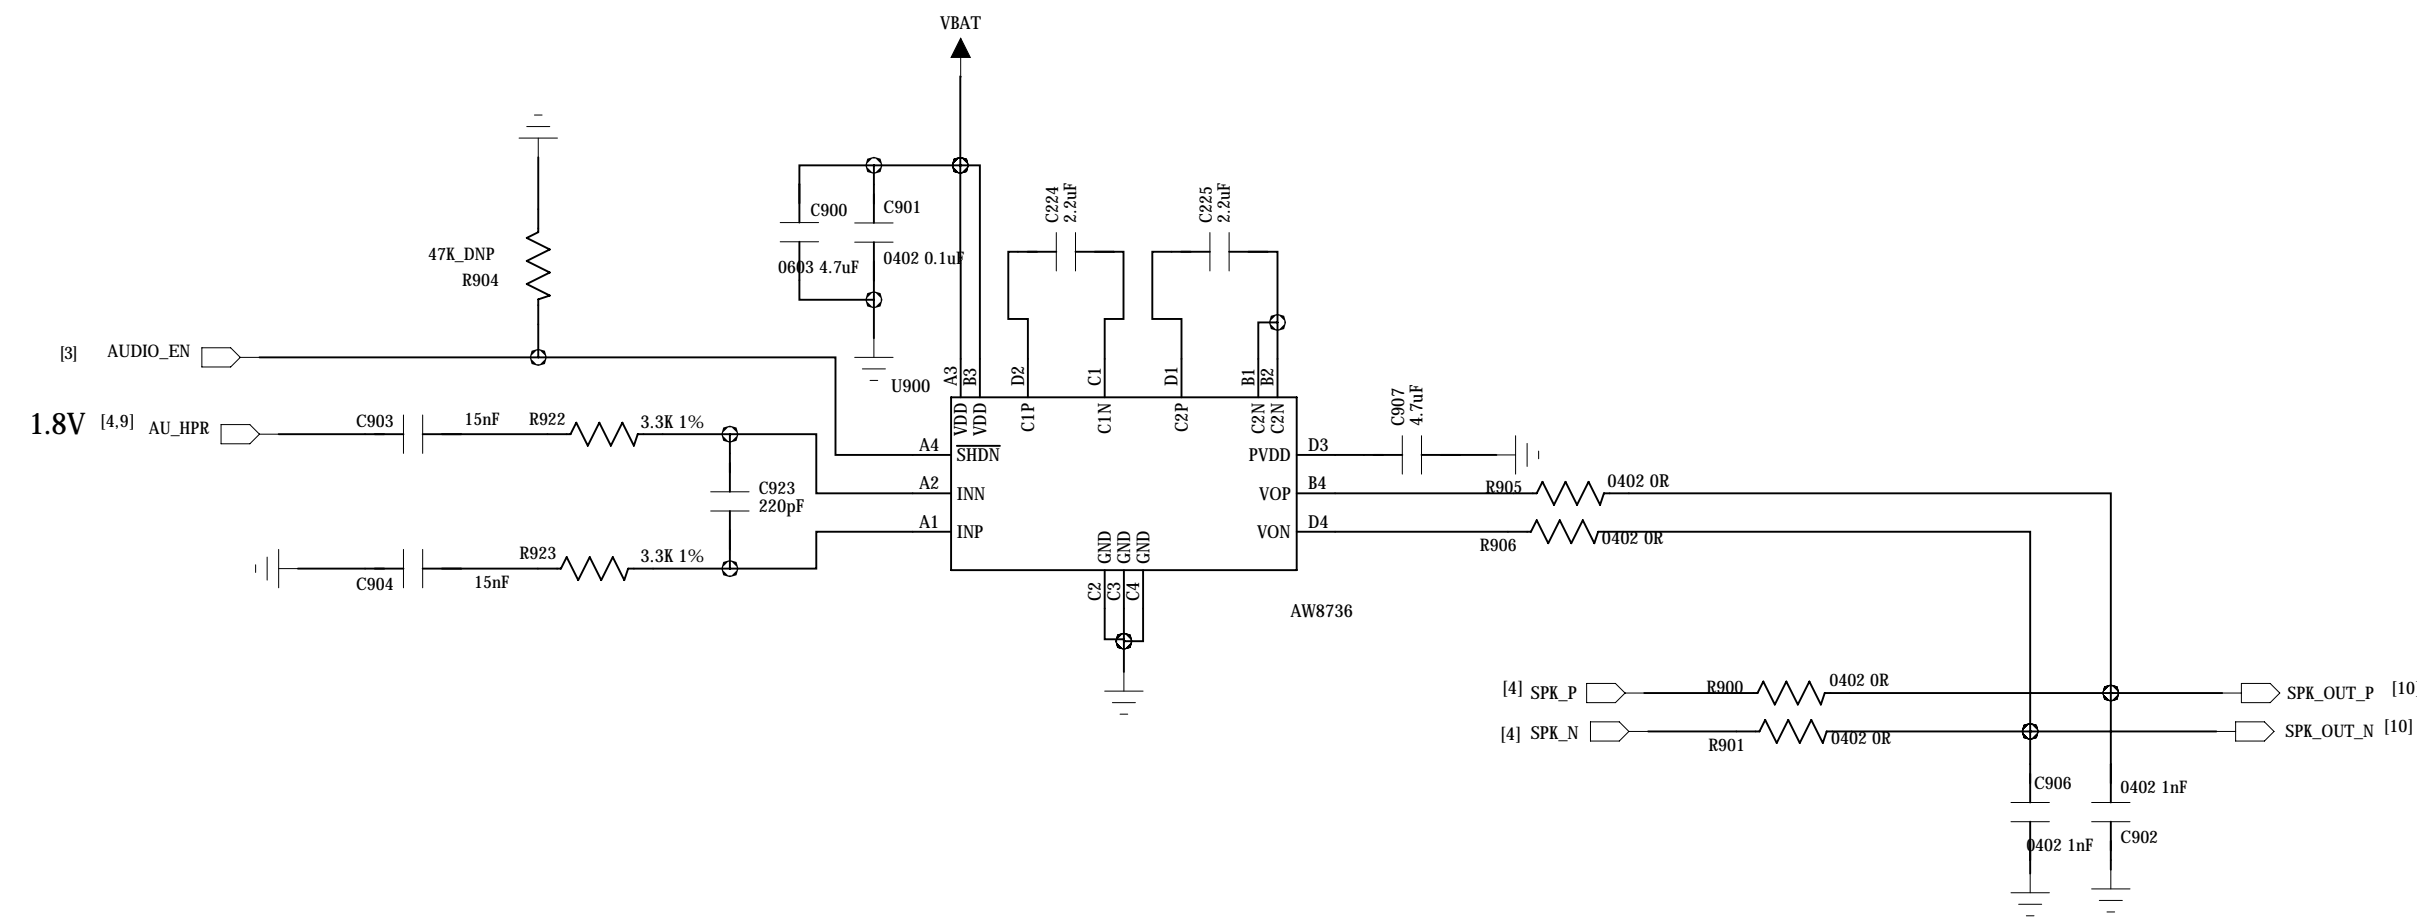 VBAT
C224
2.2uF
C225
2.2uF
C900
C901
0603 4.7uF
0402 0.1uF
47K_DNP
R904
[3] AUDIO_EN
U900
A3
B3
D2
C1
D1
B1
B2
VDD
VDD
C1P
C1N
C2P
C2N
C2N
C907
4.7uF
1.8V [4,9] AU_HPR
C903
15nF
R922
3.3K 1%
A4
SHDN
A2
INN
A1
INP
PVDD
D3
VOP
B4
VON
D4
C923
220pF
R905
0402 0R
R906
0402 0R
C904
15nF
R923
3.3K 1%
GND
GND
GND
C2
C3
C4
AW8736
[4] SPK_P
R900
0402 0R
SPK_OUT_P [10]
[4] SPK_N
R901
0402 0R
SPK_OUT_N [10]
C906
0402 1nF
0402 1nF
C902